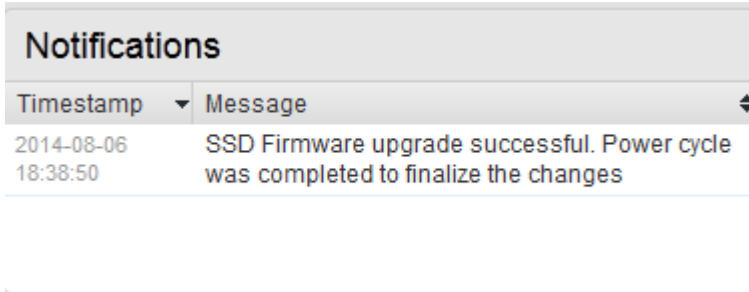 Notifications
Timestamp Message
2014-08-06 SSD Firmware upgrade successful. Power cycle
18:38:50 was completed to finalize the changes